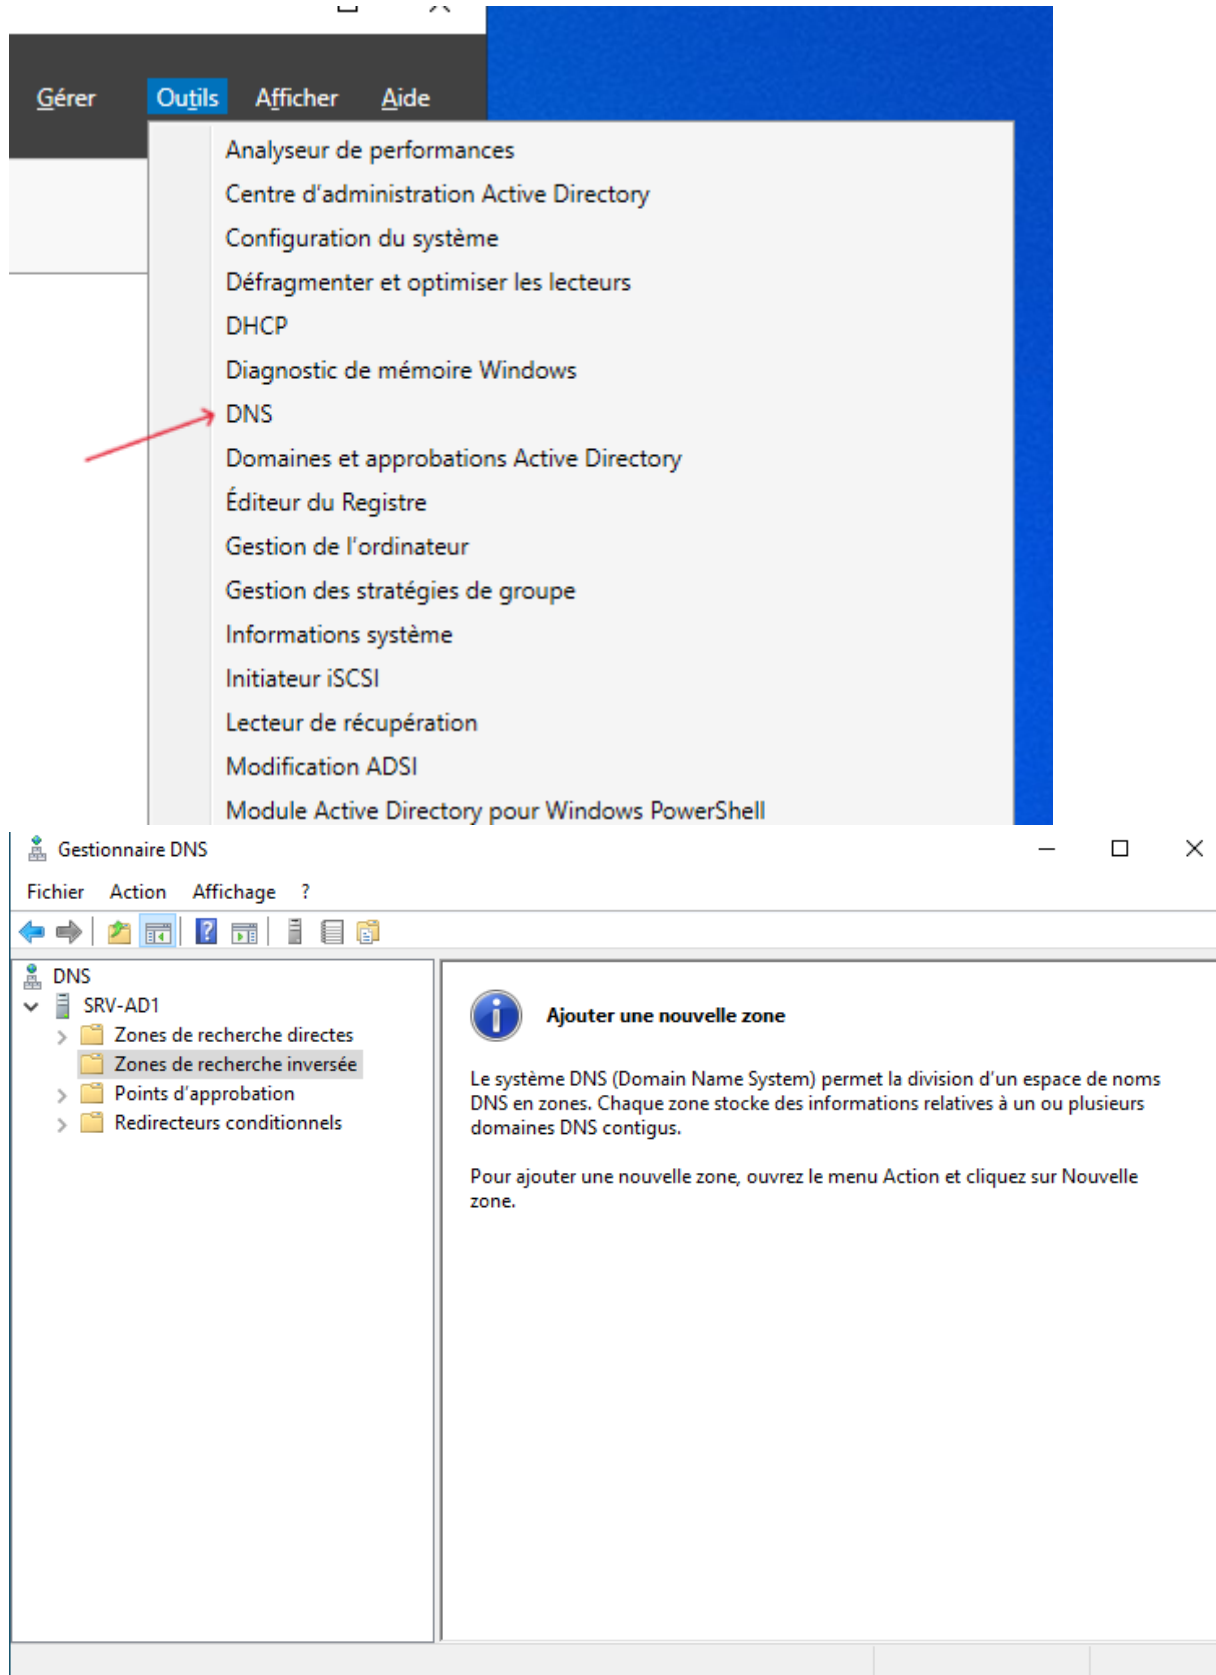 Gérer Outils Afficher Aide
Analyseur de performances
Centre d'administration Active Directory
Configuration du système
Défragmenter et optimiser les lecteurs
DHCP
Diagnostic de mémoire Windows
DNS
Domaines et approbations Active Directory
Éditeur du Registre
Gestion de l'ordinateur
Gestion des stratégies de groupe
Informations système
Initiateur iSCSI
Lecteur de récupération
Modification ADSI
Module Active Directory pour Windows PowerShell
Gestionnaire DNS
Fichier Action Affichage ?
DNS
SRV-AD1
Zones de recherche directes
Zones de recherche inversée
Points d'approbation
Redirecteurs conditionnels
Ajouter une nouvelle zone
Le système DNS (Domain Name System) permet la division d'un espace de noms
DNS en zones. Chaque zone stocke des informations relatives à un ou plusieurs
domaines DNS contigus.
Pour ajouter une nouvelle zone, ouvrez le menu Action et cliquez sur Nouvelle
zone.